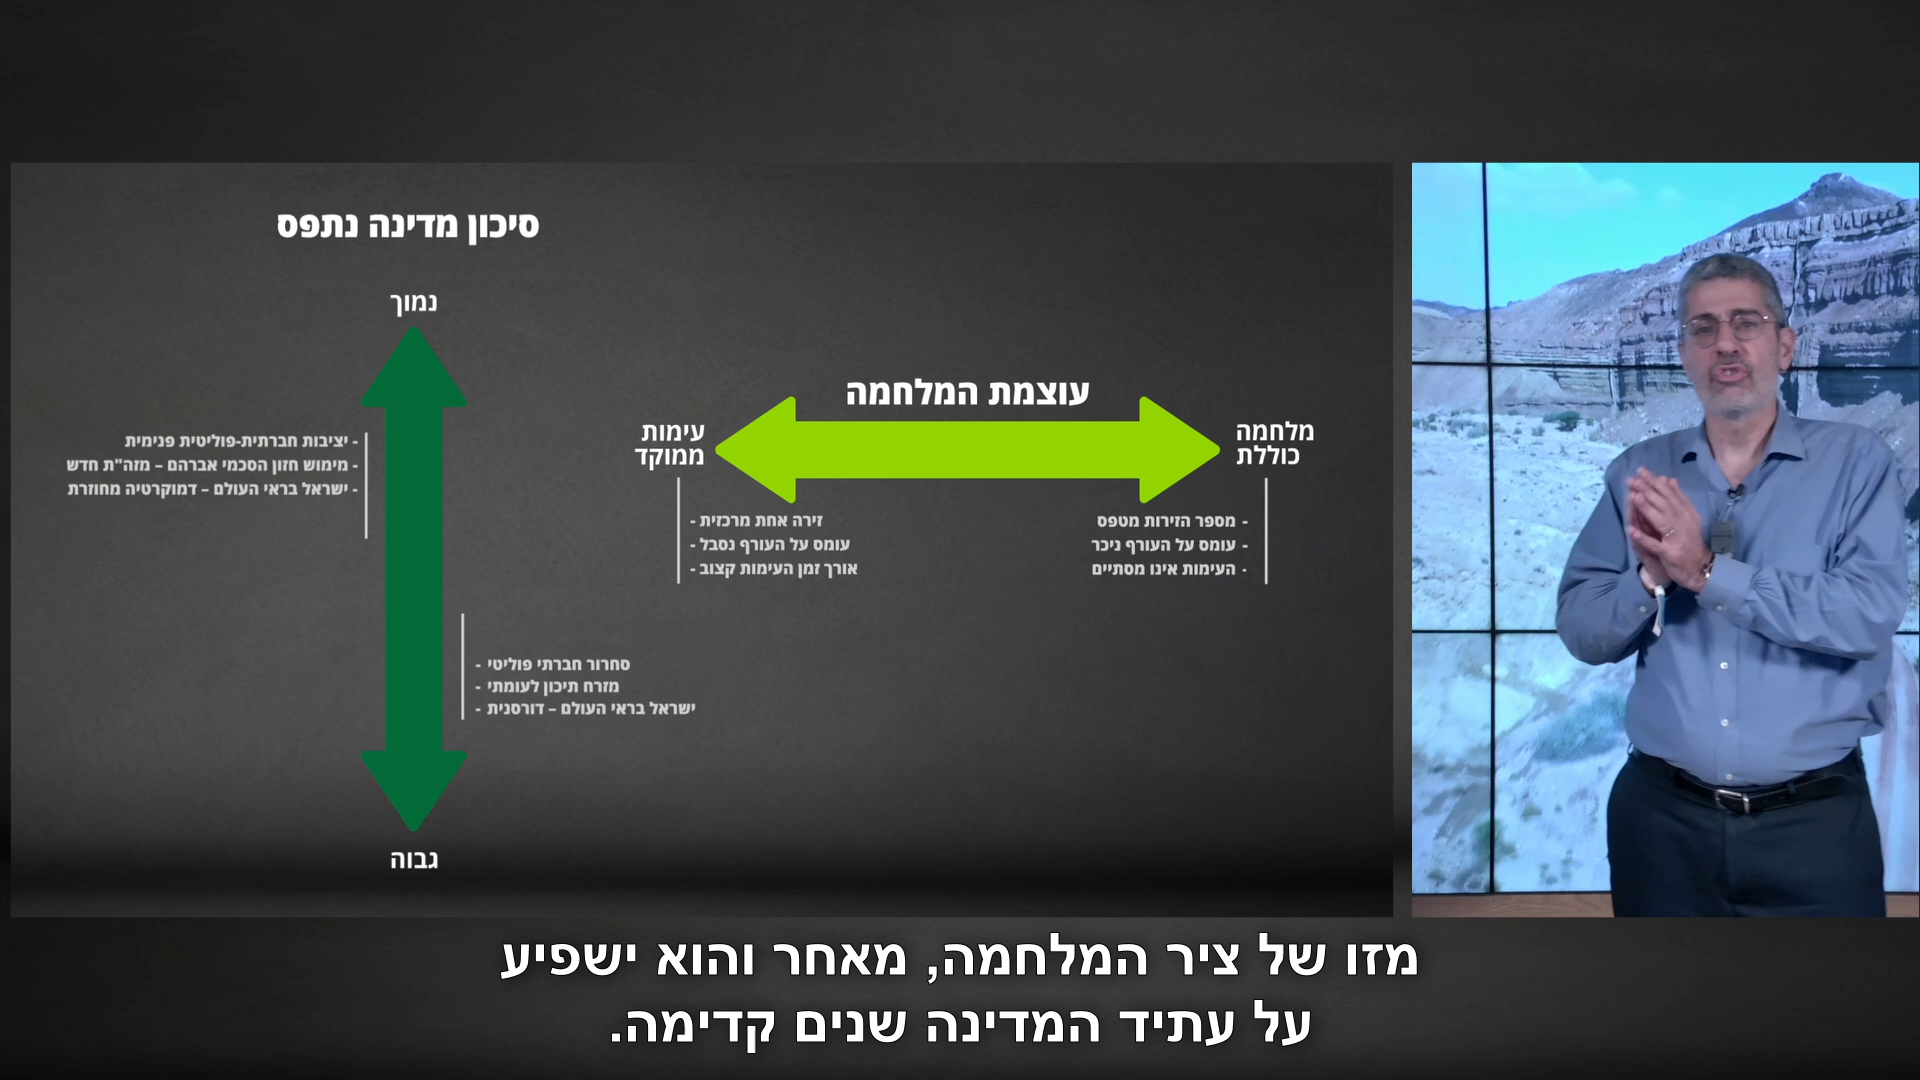 סיכון מדינה נתפס
נמוך
- יציבות חברתית-פוליטית פנימית
- מימוש חזון הסכמי אברהם – מזה"ת חדש
- ישראל בראי העולם – דמוקרטיה מחוזרת
- סחרור חברתי פוליטי
- מזרח תיכון לעומתי
- ישראל בראי העולם – דורסנית
גבוה
עוצמת המלחמה
מלחמה
כוללת
- מספר הזירות מטפס
- עומס על העורף ניכר
- העימות אינו מסתיים
עימות
ממוקד
- זירה אחת מרכזית
- עומס על העורף נסבל
- אורך זמן העימות קצוב
מזו של ציר המלחמה, מאחר והוא ישפיע
על עתיד המדינה שנים קדימה.